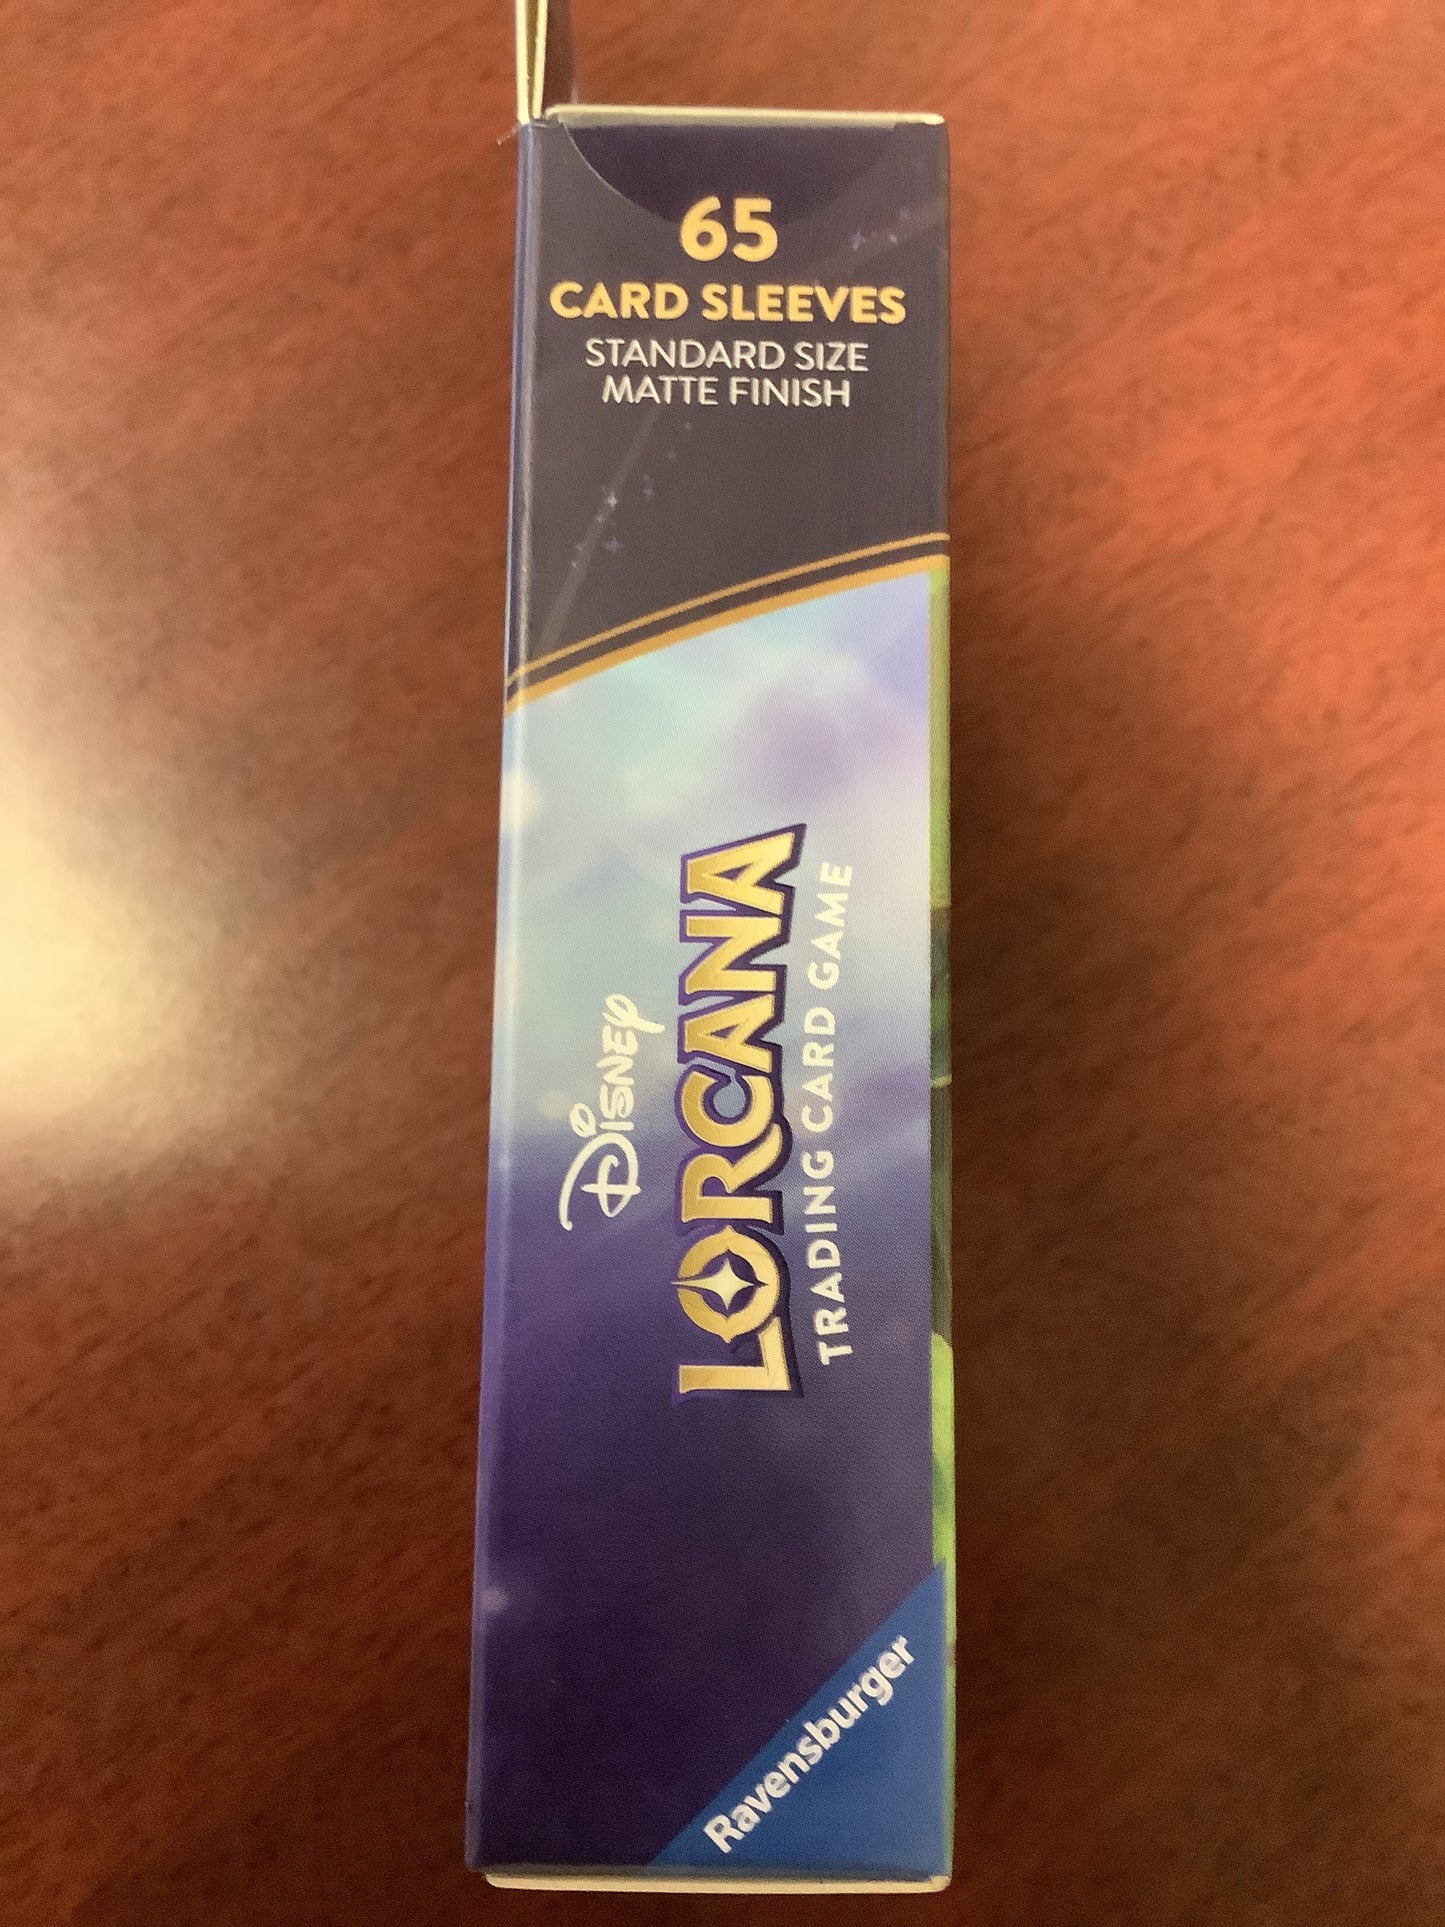 65
CARD SLEEVES
STANDARD SIZE
MATTE FINISH
Disney
LORCANA
TRADING CARD GAME
Ravensburger